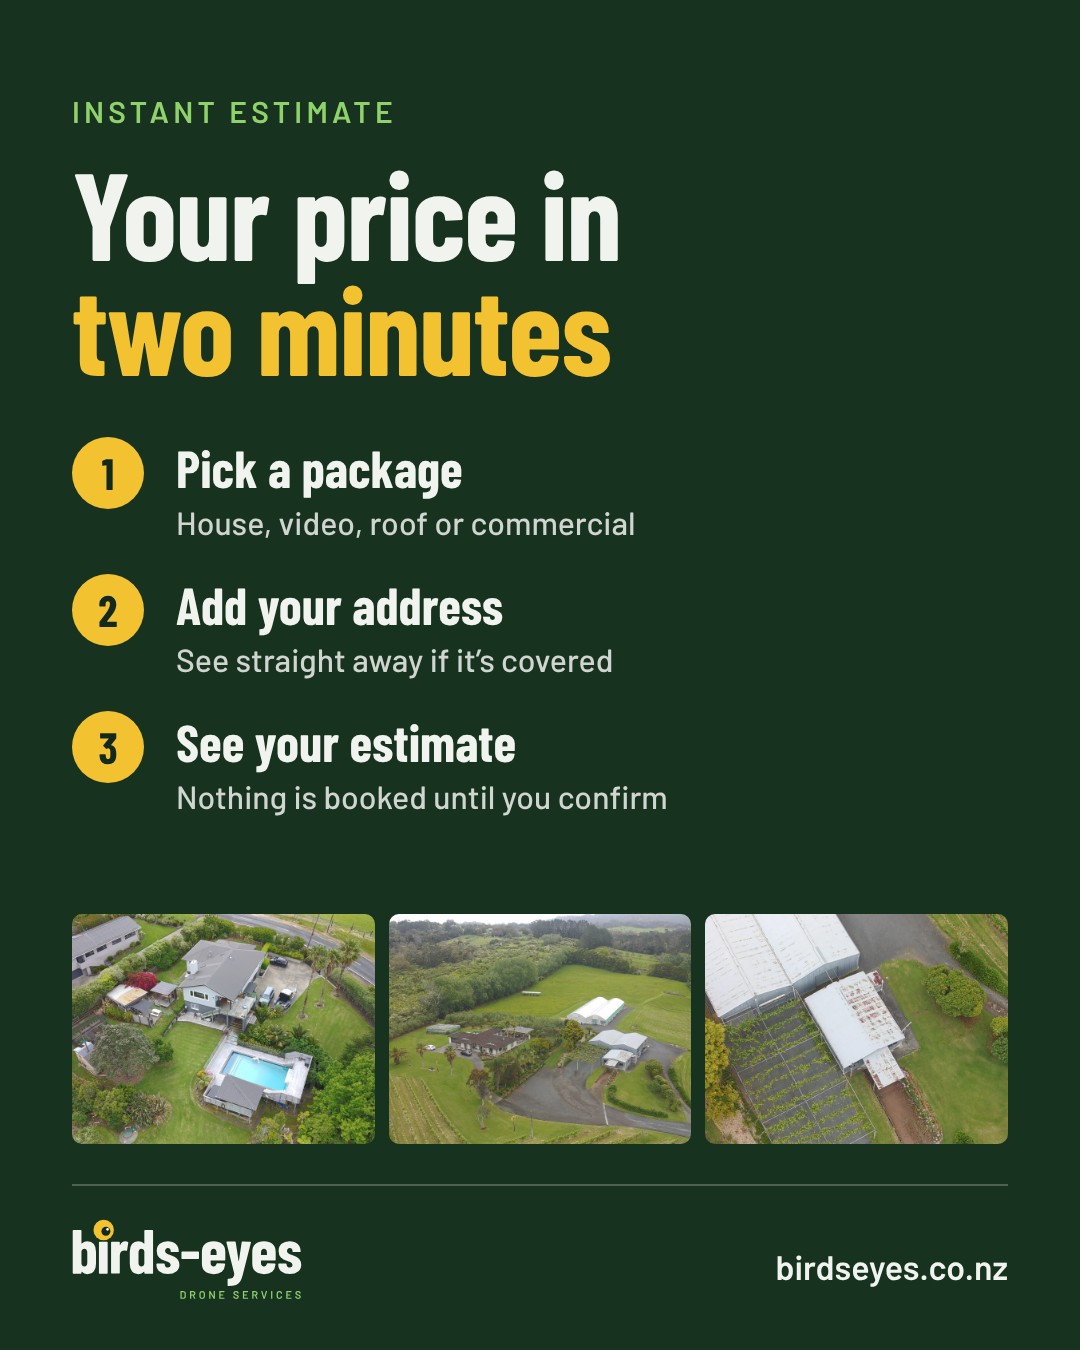 INSTANT ESTIMATE
Your price in
two minutes
1
Pick a package
House, video, roof or commercial
2
Add your address
See straight away if it’s covered
3
See your estimate
Nothing is booked until you confirm
birds-eyes
DRONE SERVICES
birdseyes.co.nz